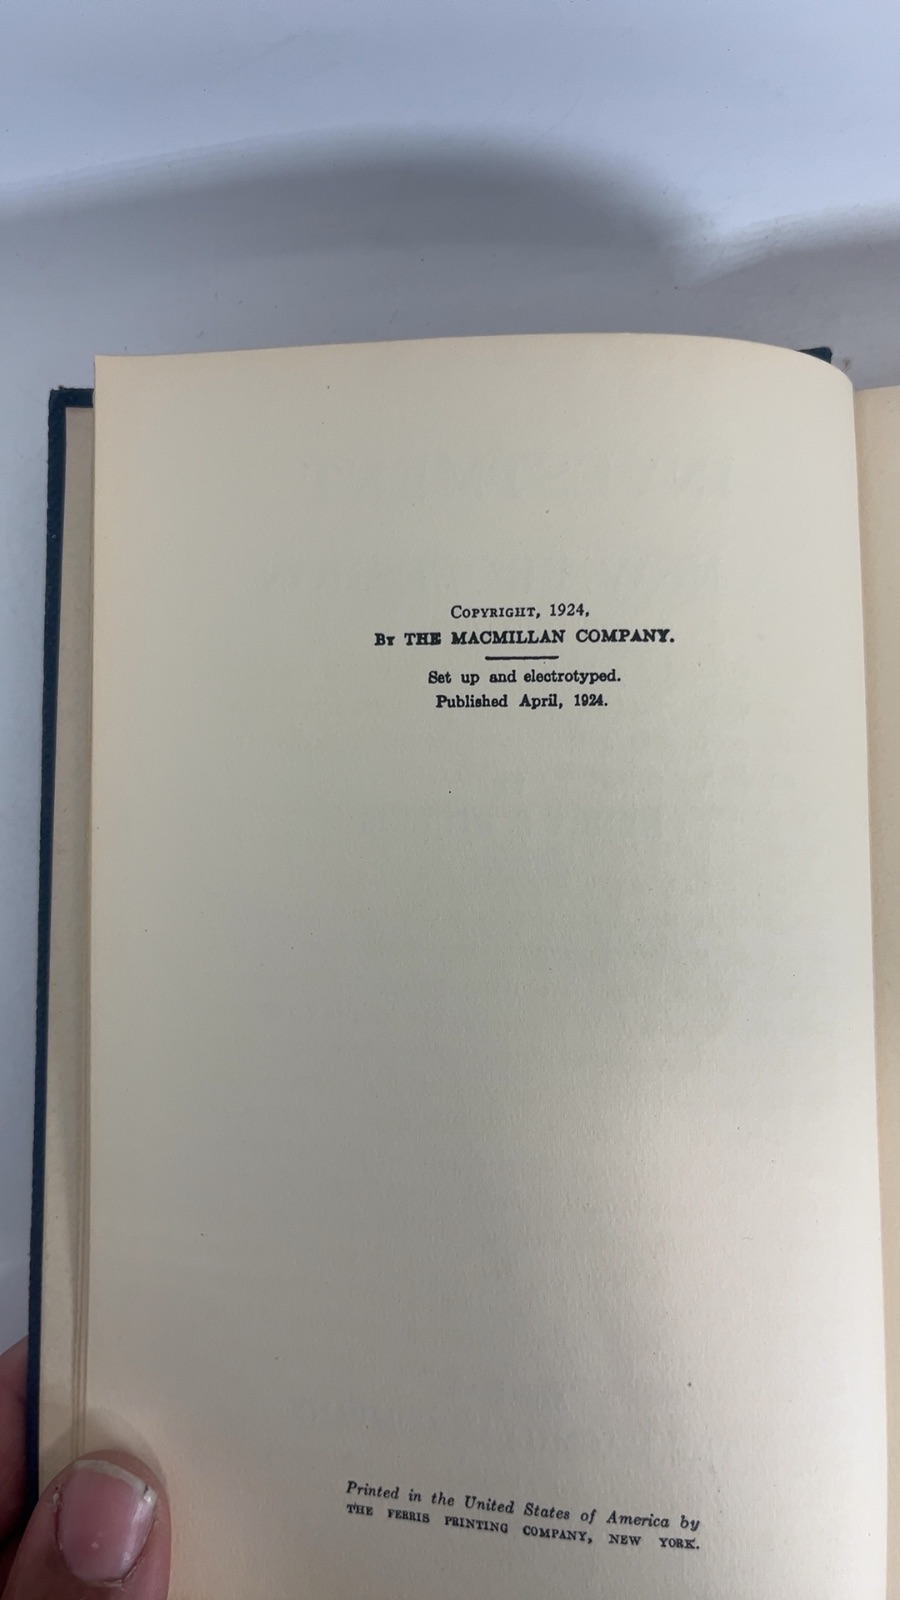 COPYRIGHT, 1924,
BY THE MACMILLAN COMPANY.
Set up and electrotyped.
Published April, 1924.
Printed in the United States of America by
THE FERRIS PRINTING COMPANY, NEW YORK.